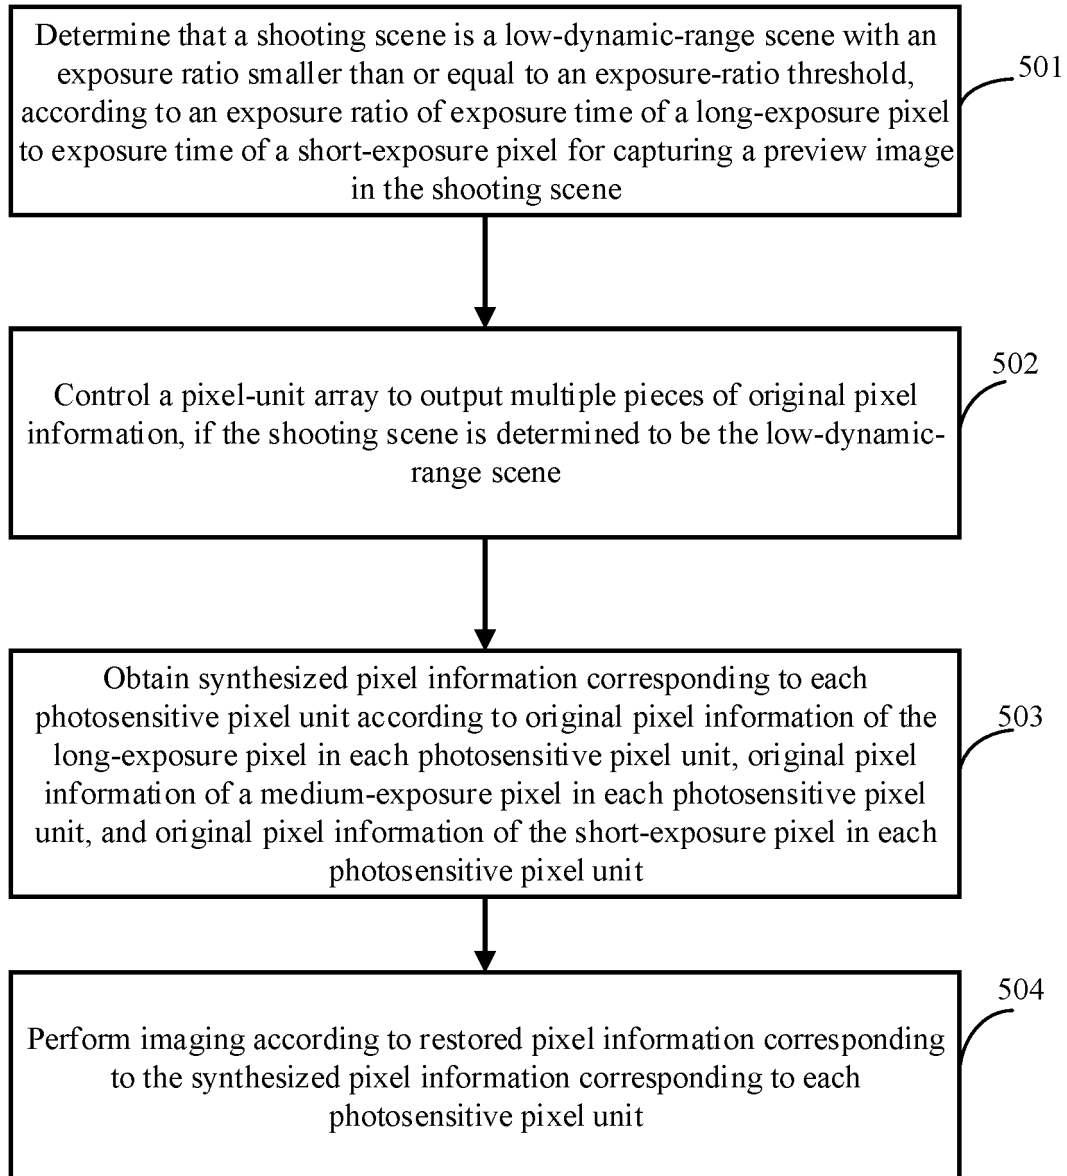 Determine that a shooting scene is a low-dynamic-range scene with an
exposure ratio smaller than or equal to an exposure-ratio threshold,
according to an exposure ratio of exposure time of a long-exposure pixel
to exposure time of a short-exposure pixel for capturing a preview image
in the shooting scene
501
Control a pixel-unit array to output multiple pieces of original pixel
information, if the shooting scene is determined to be the low-dynamic-
range scene
502
Obtain synthesized pixel information corresponding to each
photosensitive pixel unit according to original pixel information of the
long-exposure pixel in each photosensitive pixel unit, original pixel
information of a medium-exposure pixel in each photosensitive pixel
unit, and original pixel information of the short-exposure pixel in each
photosensitive pixel unit
503
Perform imaging according to restored pixel information corresponding
to the synthesized pixel information corresponding to each
photosensitive pixel unit
504